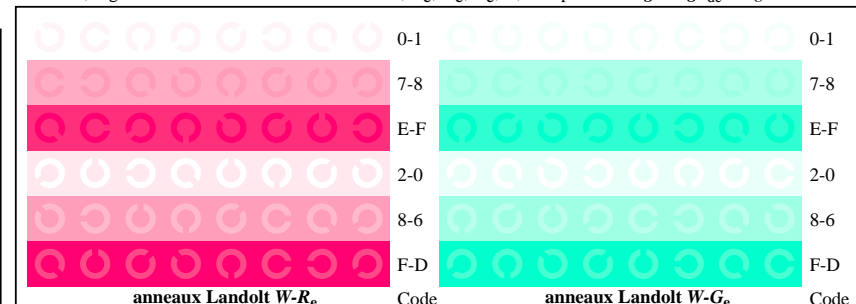 0-1 0-1
7-8 7-8
E-F E-F
2-0 2-0
8-6 8-6
F-D F-D
anneaux Landolt W-Re Code anneaux Landolt W-Ge Code